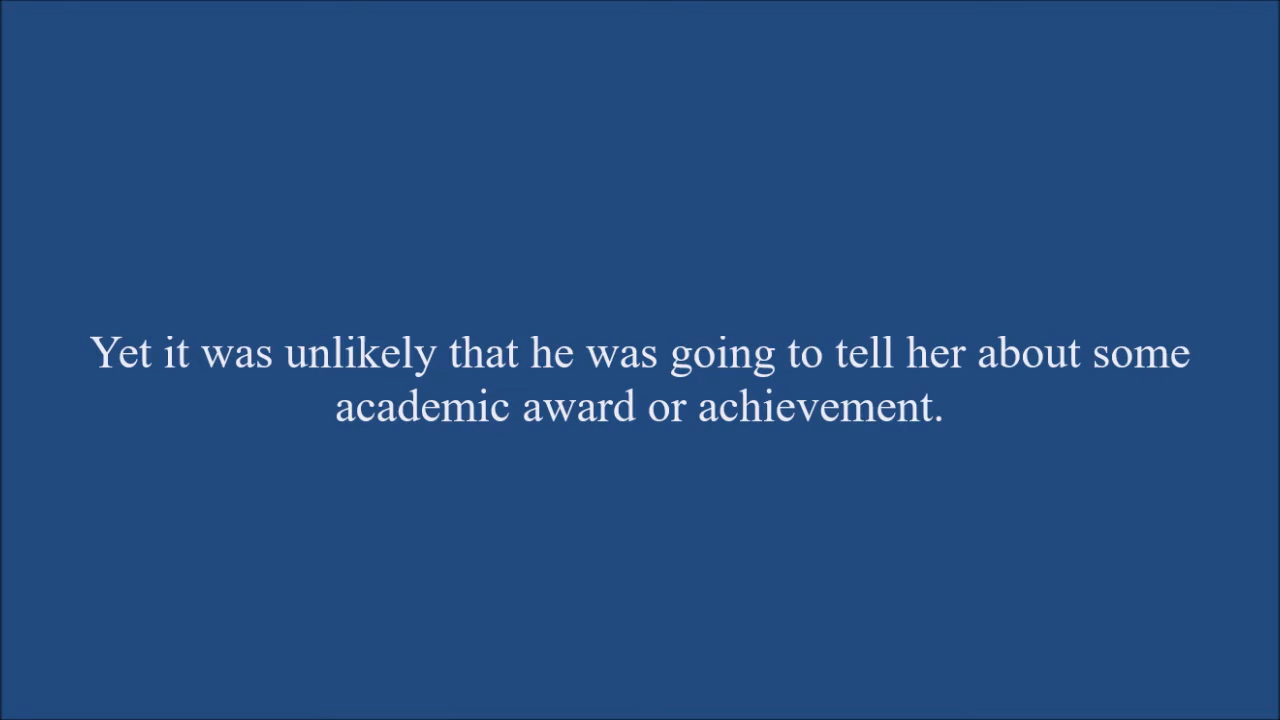 Yet it was unlikely that he was going to tell her about some
academic award or achievement.